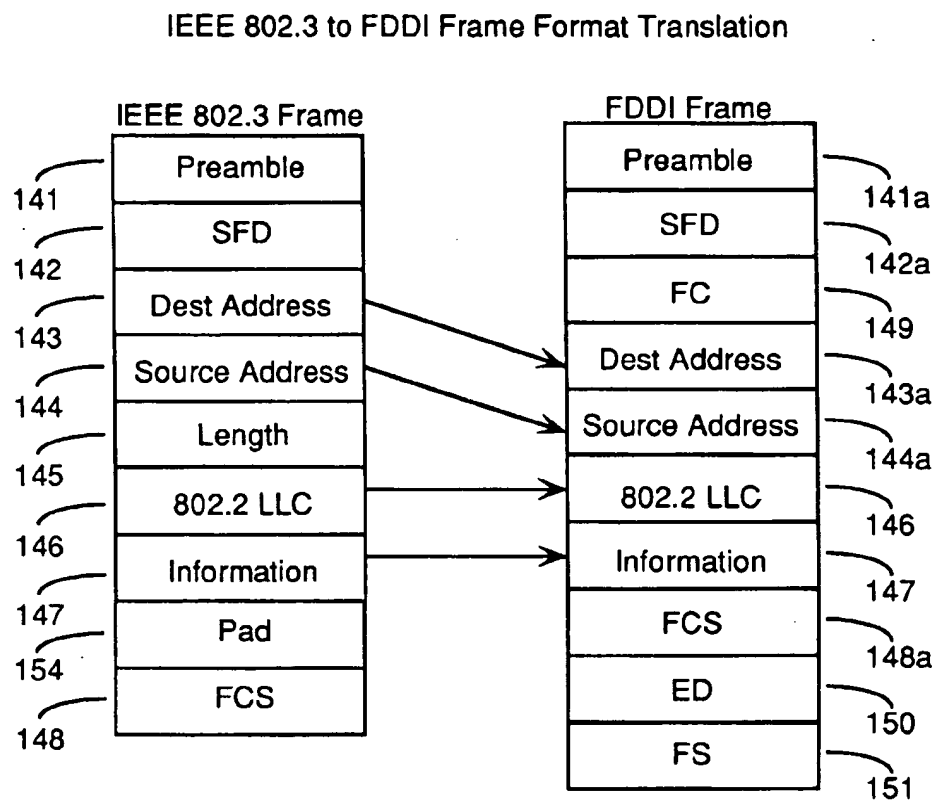 IEEE 802.3 to FDDI Frame Format Translation
IEEE 802.3 Frame
Preamble
141
SFD
142
Dest Address
143
Source Address
144
Length
145
802.2 LLC
146
Information
147
Pad
154
FCS
148
FDDI Frame
Preamble
141a
SFD
142a
FC
149
Dest Address
143a
Source Address
144a
802.2 LLC
146
Information
147
FCS
148a
ED
150
FS
151